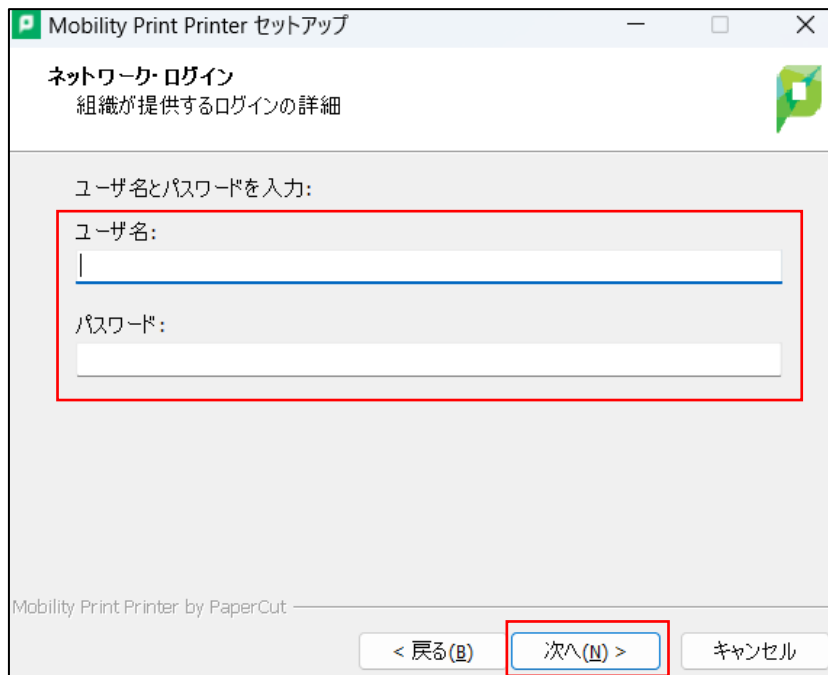 Mobility Print Printer セットアップ
ネットワーク・ログイン
組織が提供するログインの詳細
ユーザ名とパスワードを入力:
ユーザ名:
パスワード:
Mobility Print Printer by PaperCut
< 戻る(B)
次へ(N) >
キャンセル